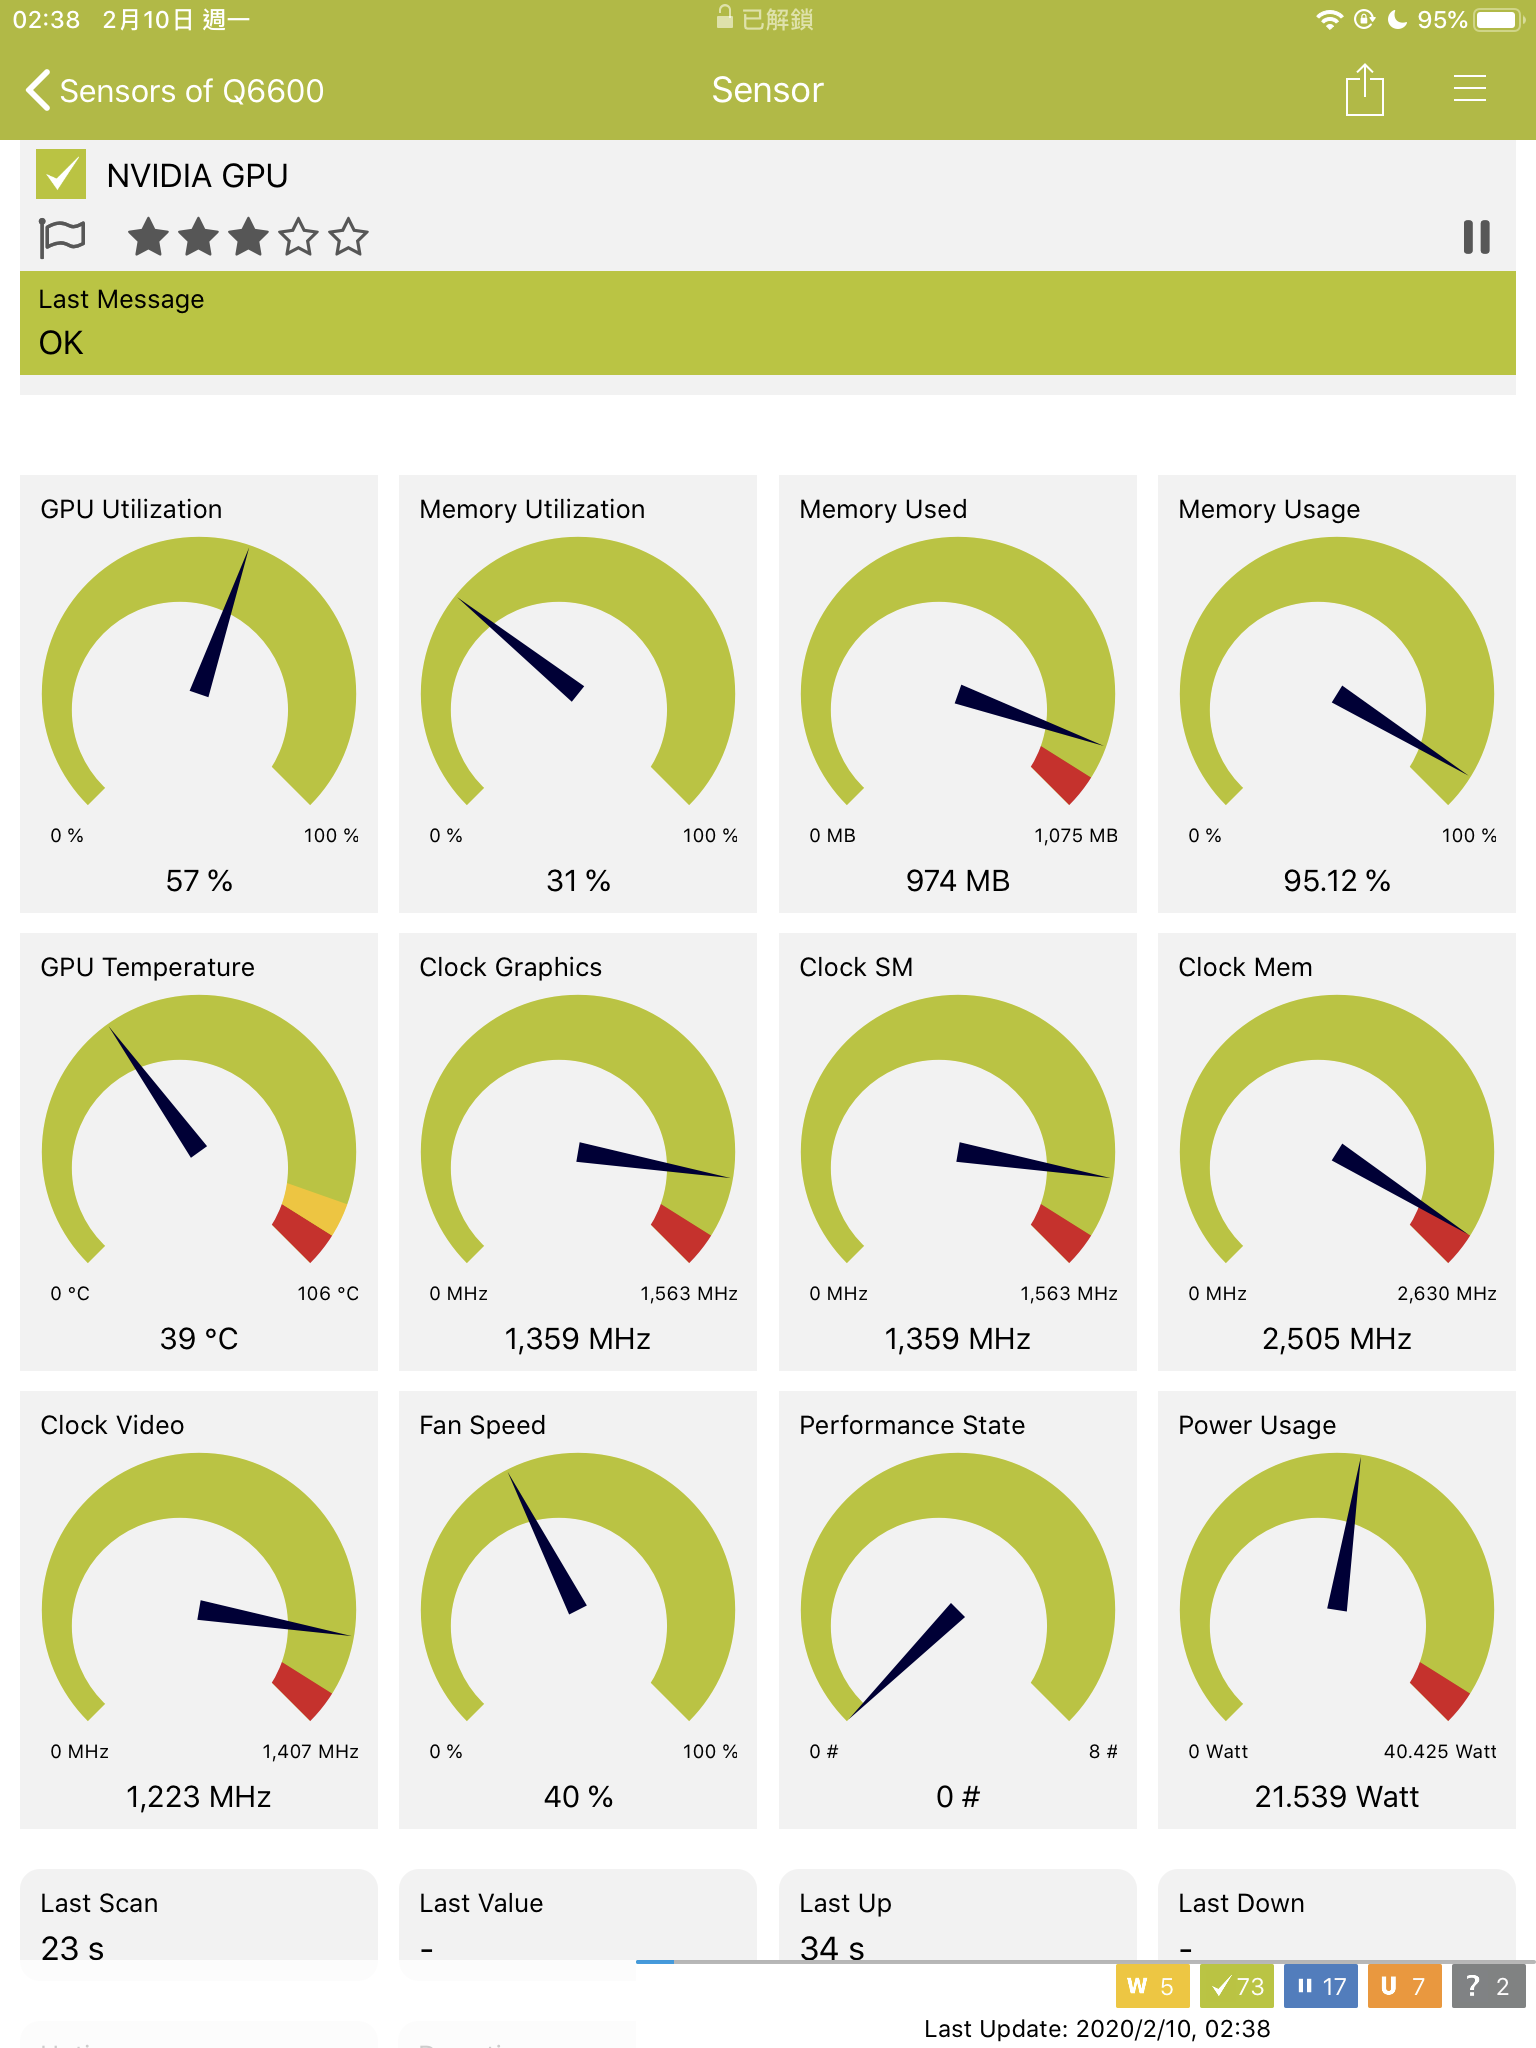 02:38 2月10日 週一 已解鎖 95%
Sensors of Q6600 Sensor
NVIDIA GPU
Last Message
OK
GPU Utilization
0 % 100 %
57 %
Memory Utilization
0 % 100 %
31 %
Memory Used
0 MB 1,075 MB
974 MB
Memory Usage
0 % 100 %
95.12 %
GPU Temperature
0 °C 106 °C
39 °C
Clock Graphics
0 MHz 1,563 MHz
1,359 MHz
Clock SM
0 MHz 1,563 MHz
1,359 MHz
Clock Mem
0 MHz 2,630 MHz
2,505 MHz
Clock Video
0 MHz 1,407 MHz
1,223 MHz
Fan Speed
0 % 100 %
40 %
Performance State
0 # 8 #
0 #
Power Usage
0 Watt 40.425 Watt
21.539 Watt
Last Scan
23 s
Last Value
-
Last Up
34 s
Last Down
-
W 5 73 17 U 7 ? 2
Last Update: 2020/2/10, 02:38